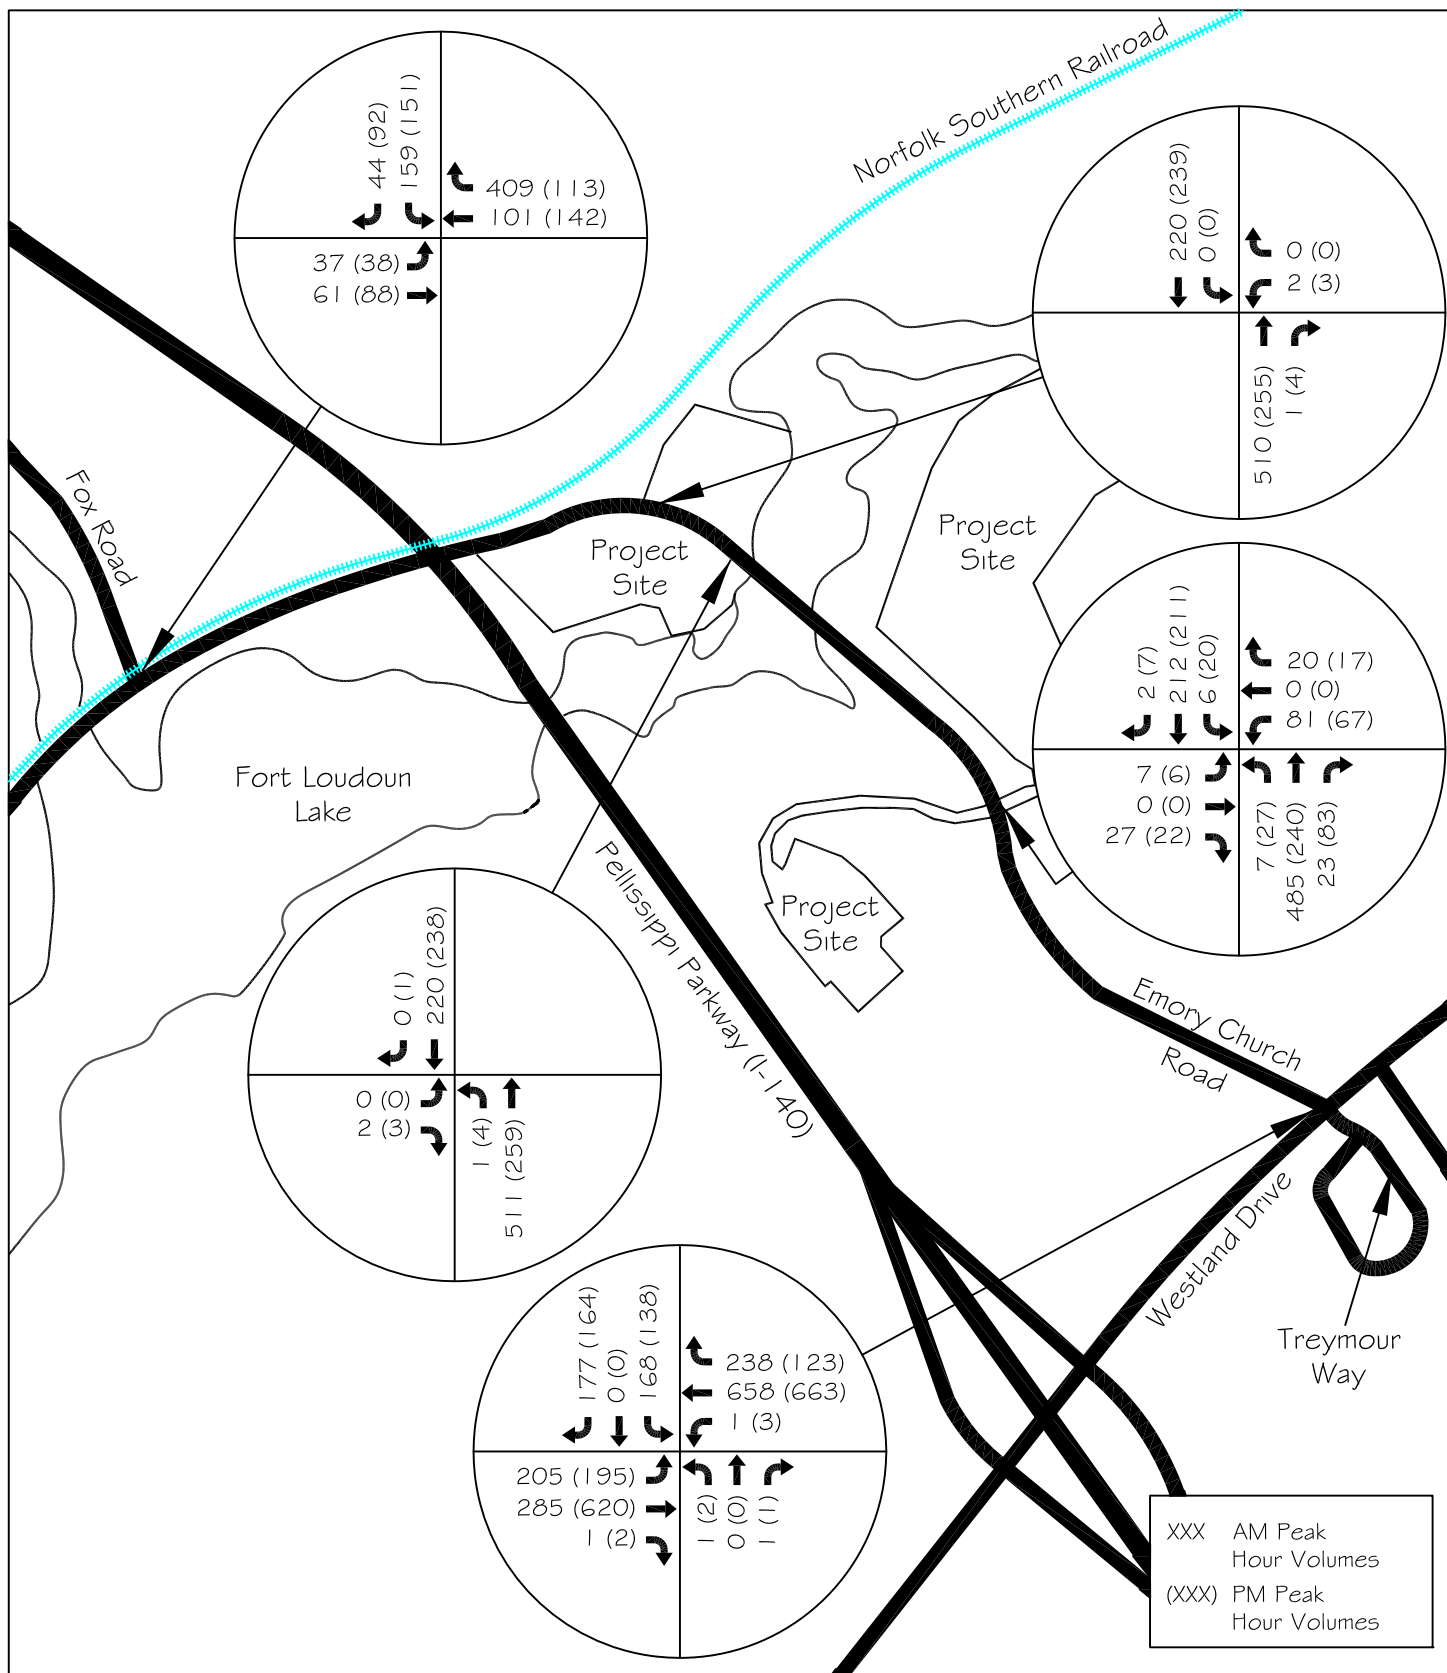 Norfolk Southern Railroad
44 (92)
159 (151)
409 (113)
101 (142)
37 (38)
61 (88)
220 (239)
0 (0)
0 (0)
2 (3)
510 (255)
1 (4)
Fox Road
Project
Site
Project
Site
2 (7)
212 (211)
6 (20)
20 (17)
0 (0)
81 (67)
7 (6)
0 (0)
27 (22)
7 (27)
485 (240)
23 (83)
Fort Loudoun
Lake
Pellissippi Parkway (I-140)
Project
Site
0 (1)
220 (238)
0 (0)
2 (3)
1 (4)
511 (259)
Emory Church
Road
Westland Drive
Treymour
Way
177 (164)
0 (0)
168 (138)
238 (123)
658 (663)
1 (3)
205 (195)
285 (620)
1 (2)
1 (2)
0 (0)
1 (1)
XXX AM Peak
Hour Volumes
(XXX) PM Peak
Hour Volumes